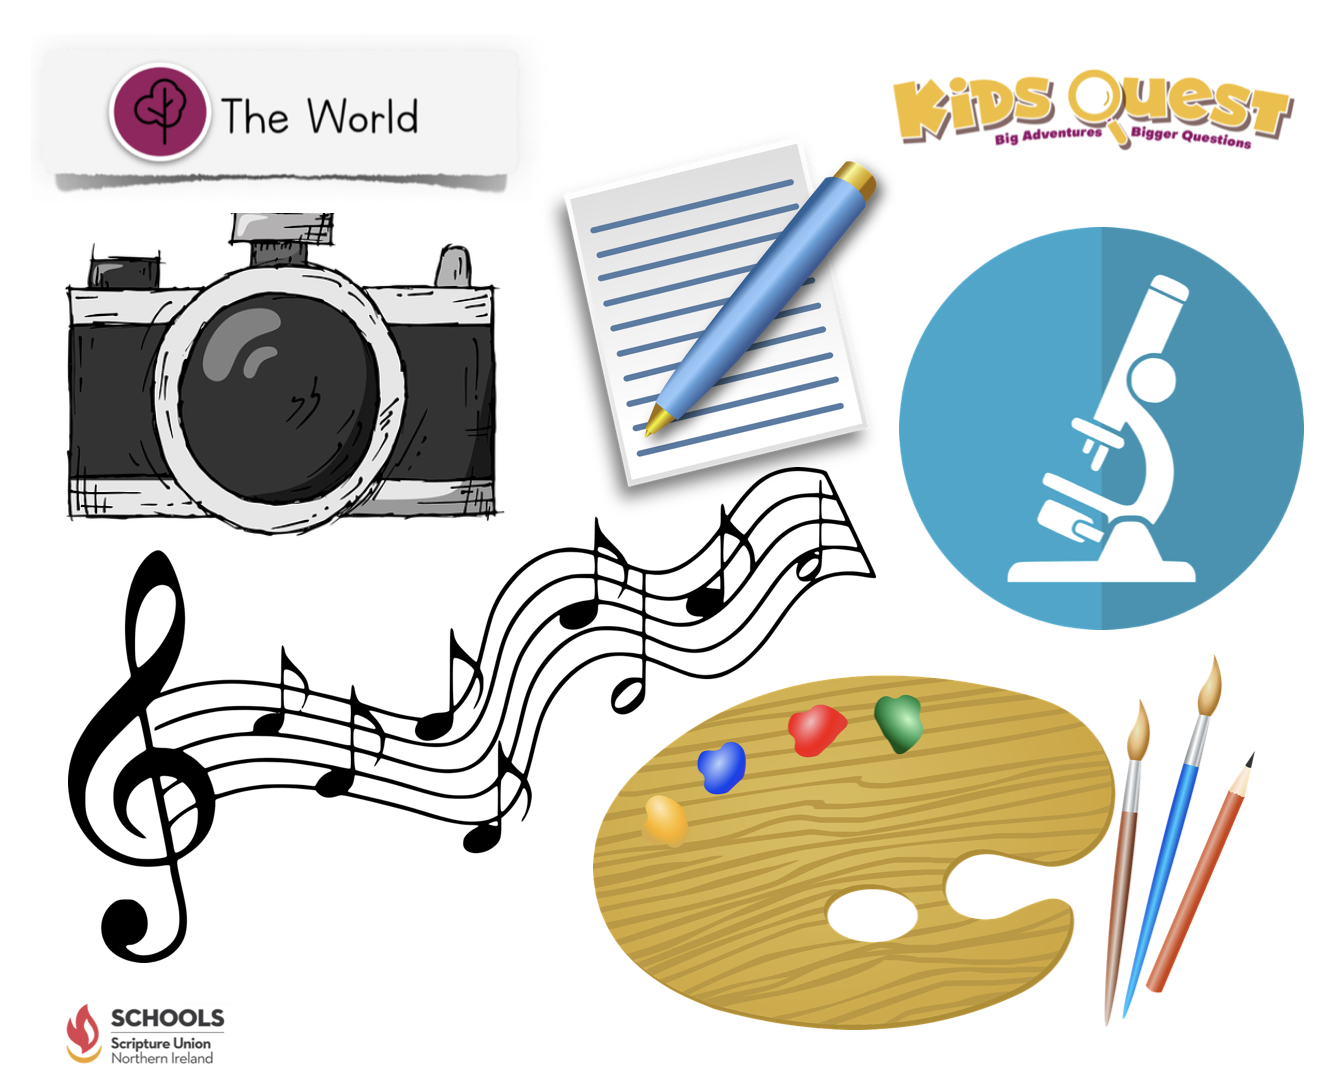 The World
KiDS QUEST
Big Adventures Bigger Questions
SCHOOLS
Scripture Union
Northern Ireland